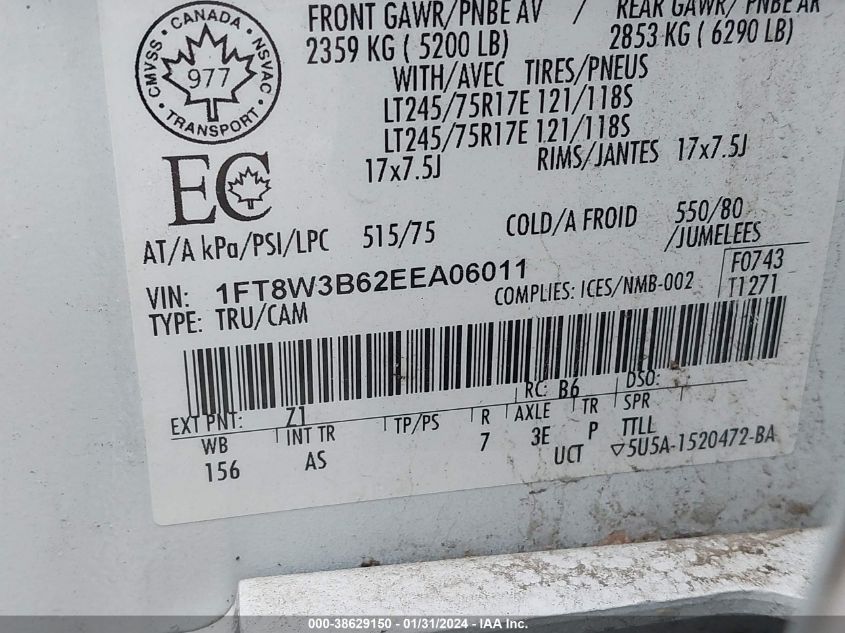 CANADA
CMVSS
NSVAC
977
TRANSPORT
EC
FRONT GAWR/PNBE AV / REAR GAWR/ PNBE AR
2359 KG ( 5200 LB) 2853 KG ( 6290 LB)
WITH/AVEC TIRES/PNEUS
LT245/75R17E 121/118S
LT245/75R17E 121/118S
17x7.5J RIMS/JANTES 17x7.5J
AT/A kPa/PSI/LPC 515/75 COLD/A FROID 550/80
/JUMELEES
VIN: 1FT8W3B62EEA06011 COMPLIES: ICES/NMB-002 F0743
TYPE: TRU/CAM T1271
EXT PNT: Z1 RC: B6 DSO:
WB INT TR TP/PS R AXLE TR SPR
156 AS 7 3E P TTLL
UCT ▽5U5A-1520472-BA
000-38629150 - 01/31/2024 - IAA Inc.